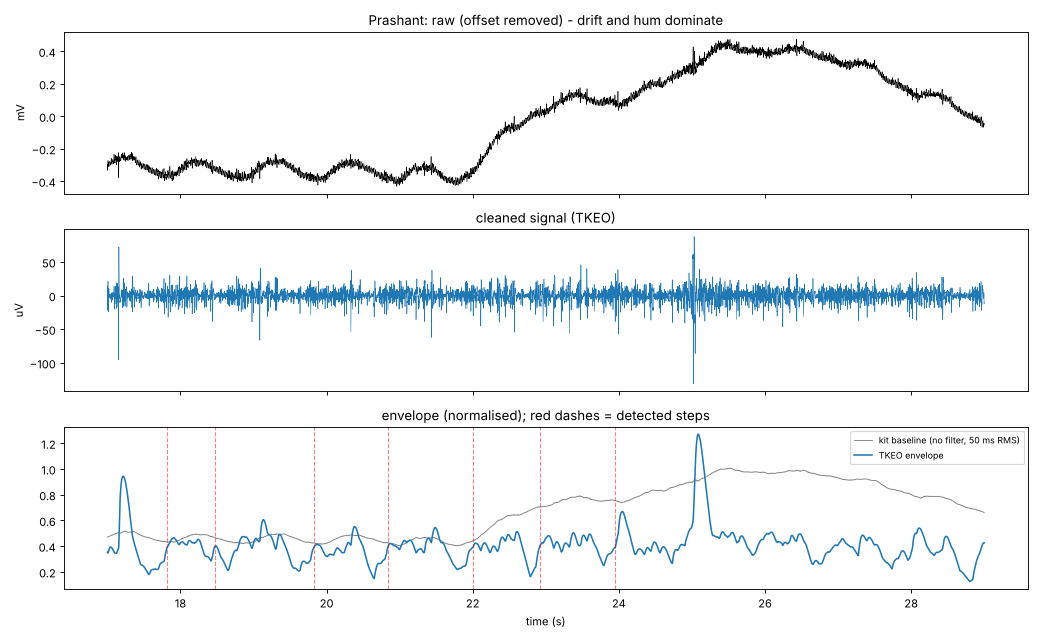 Prashant: raw (offset removed) - drift and hum dominate
mV
0.4
0.2
0.0
−0.2
−0.4
cleaned signal (TKEO)
uV
50
0
−50
−100
envelope (normalised); red dashes = detected steps
kit baseline (no filter, 50 ms RMS)
TKEO envelope
1.2
1.0
0.8
0.6
0.4
0.2
18 20 22 24 26 28
time (s)